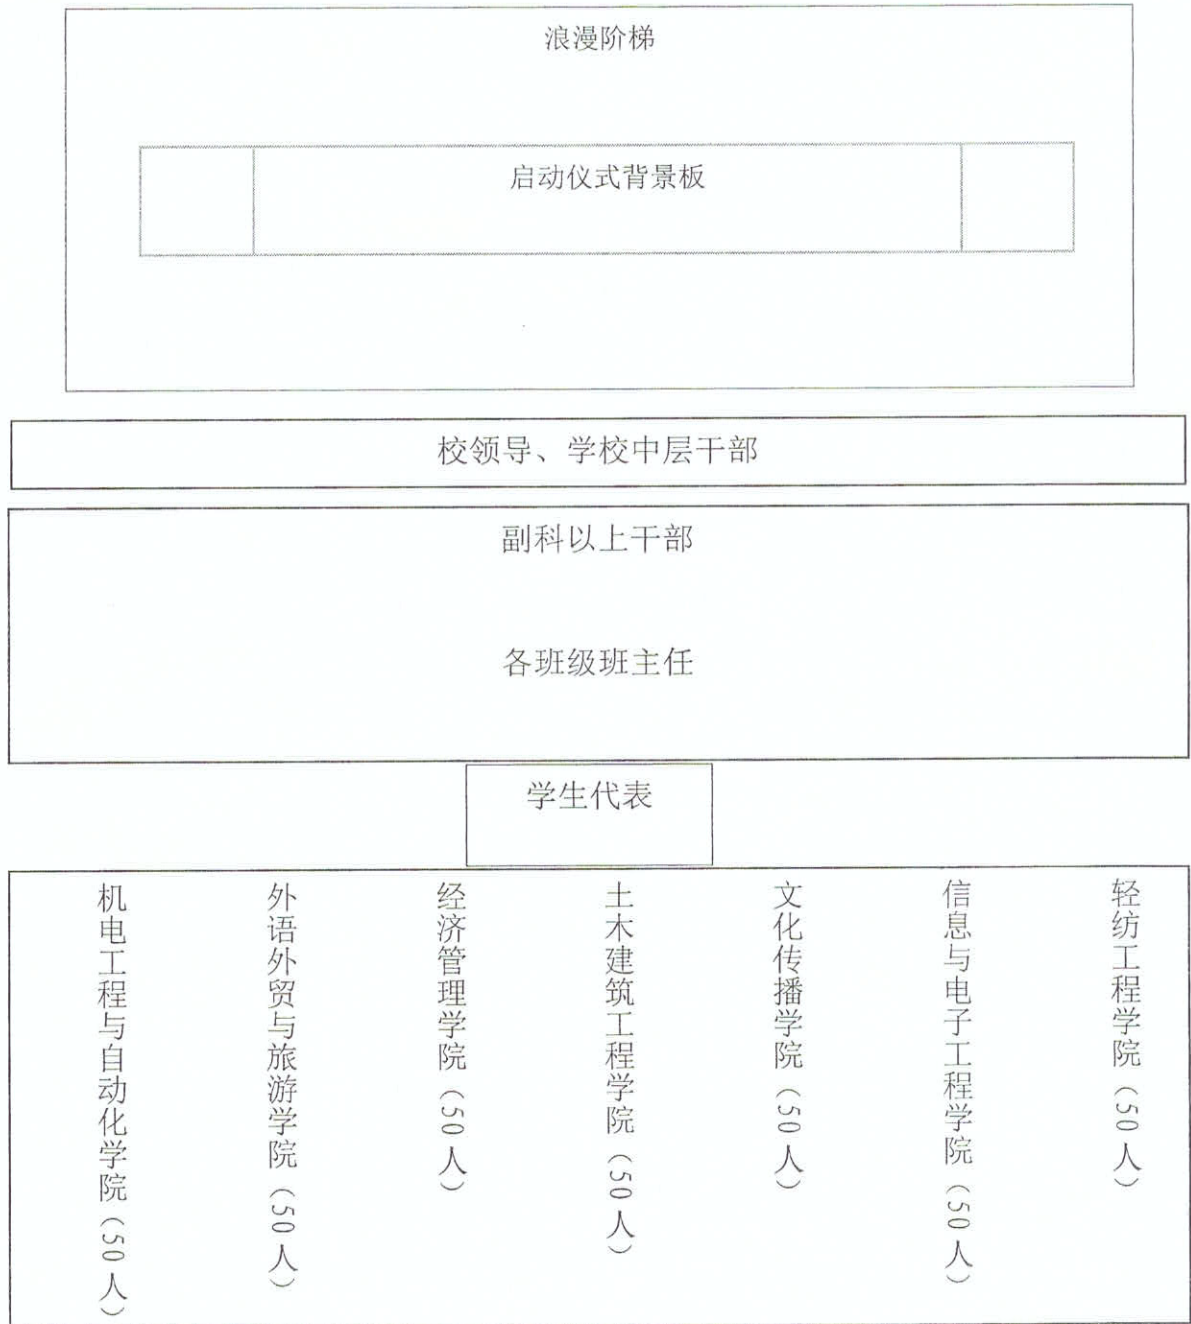 浪漫阶梯
启动仪式背景板
校领导、学校中层干部
副科以上干部
各班级班主任
学生代表
机电工程与自动化学院（50人）
外语外贸与旅游学院（50人）
经济管理学院（50人）
土木建筑工程学院（50人）
文化传播学院（50人）
信息与电子工程学院（50人）
轻纺工程学院（50人）